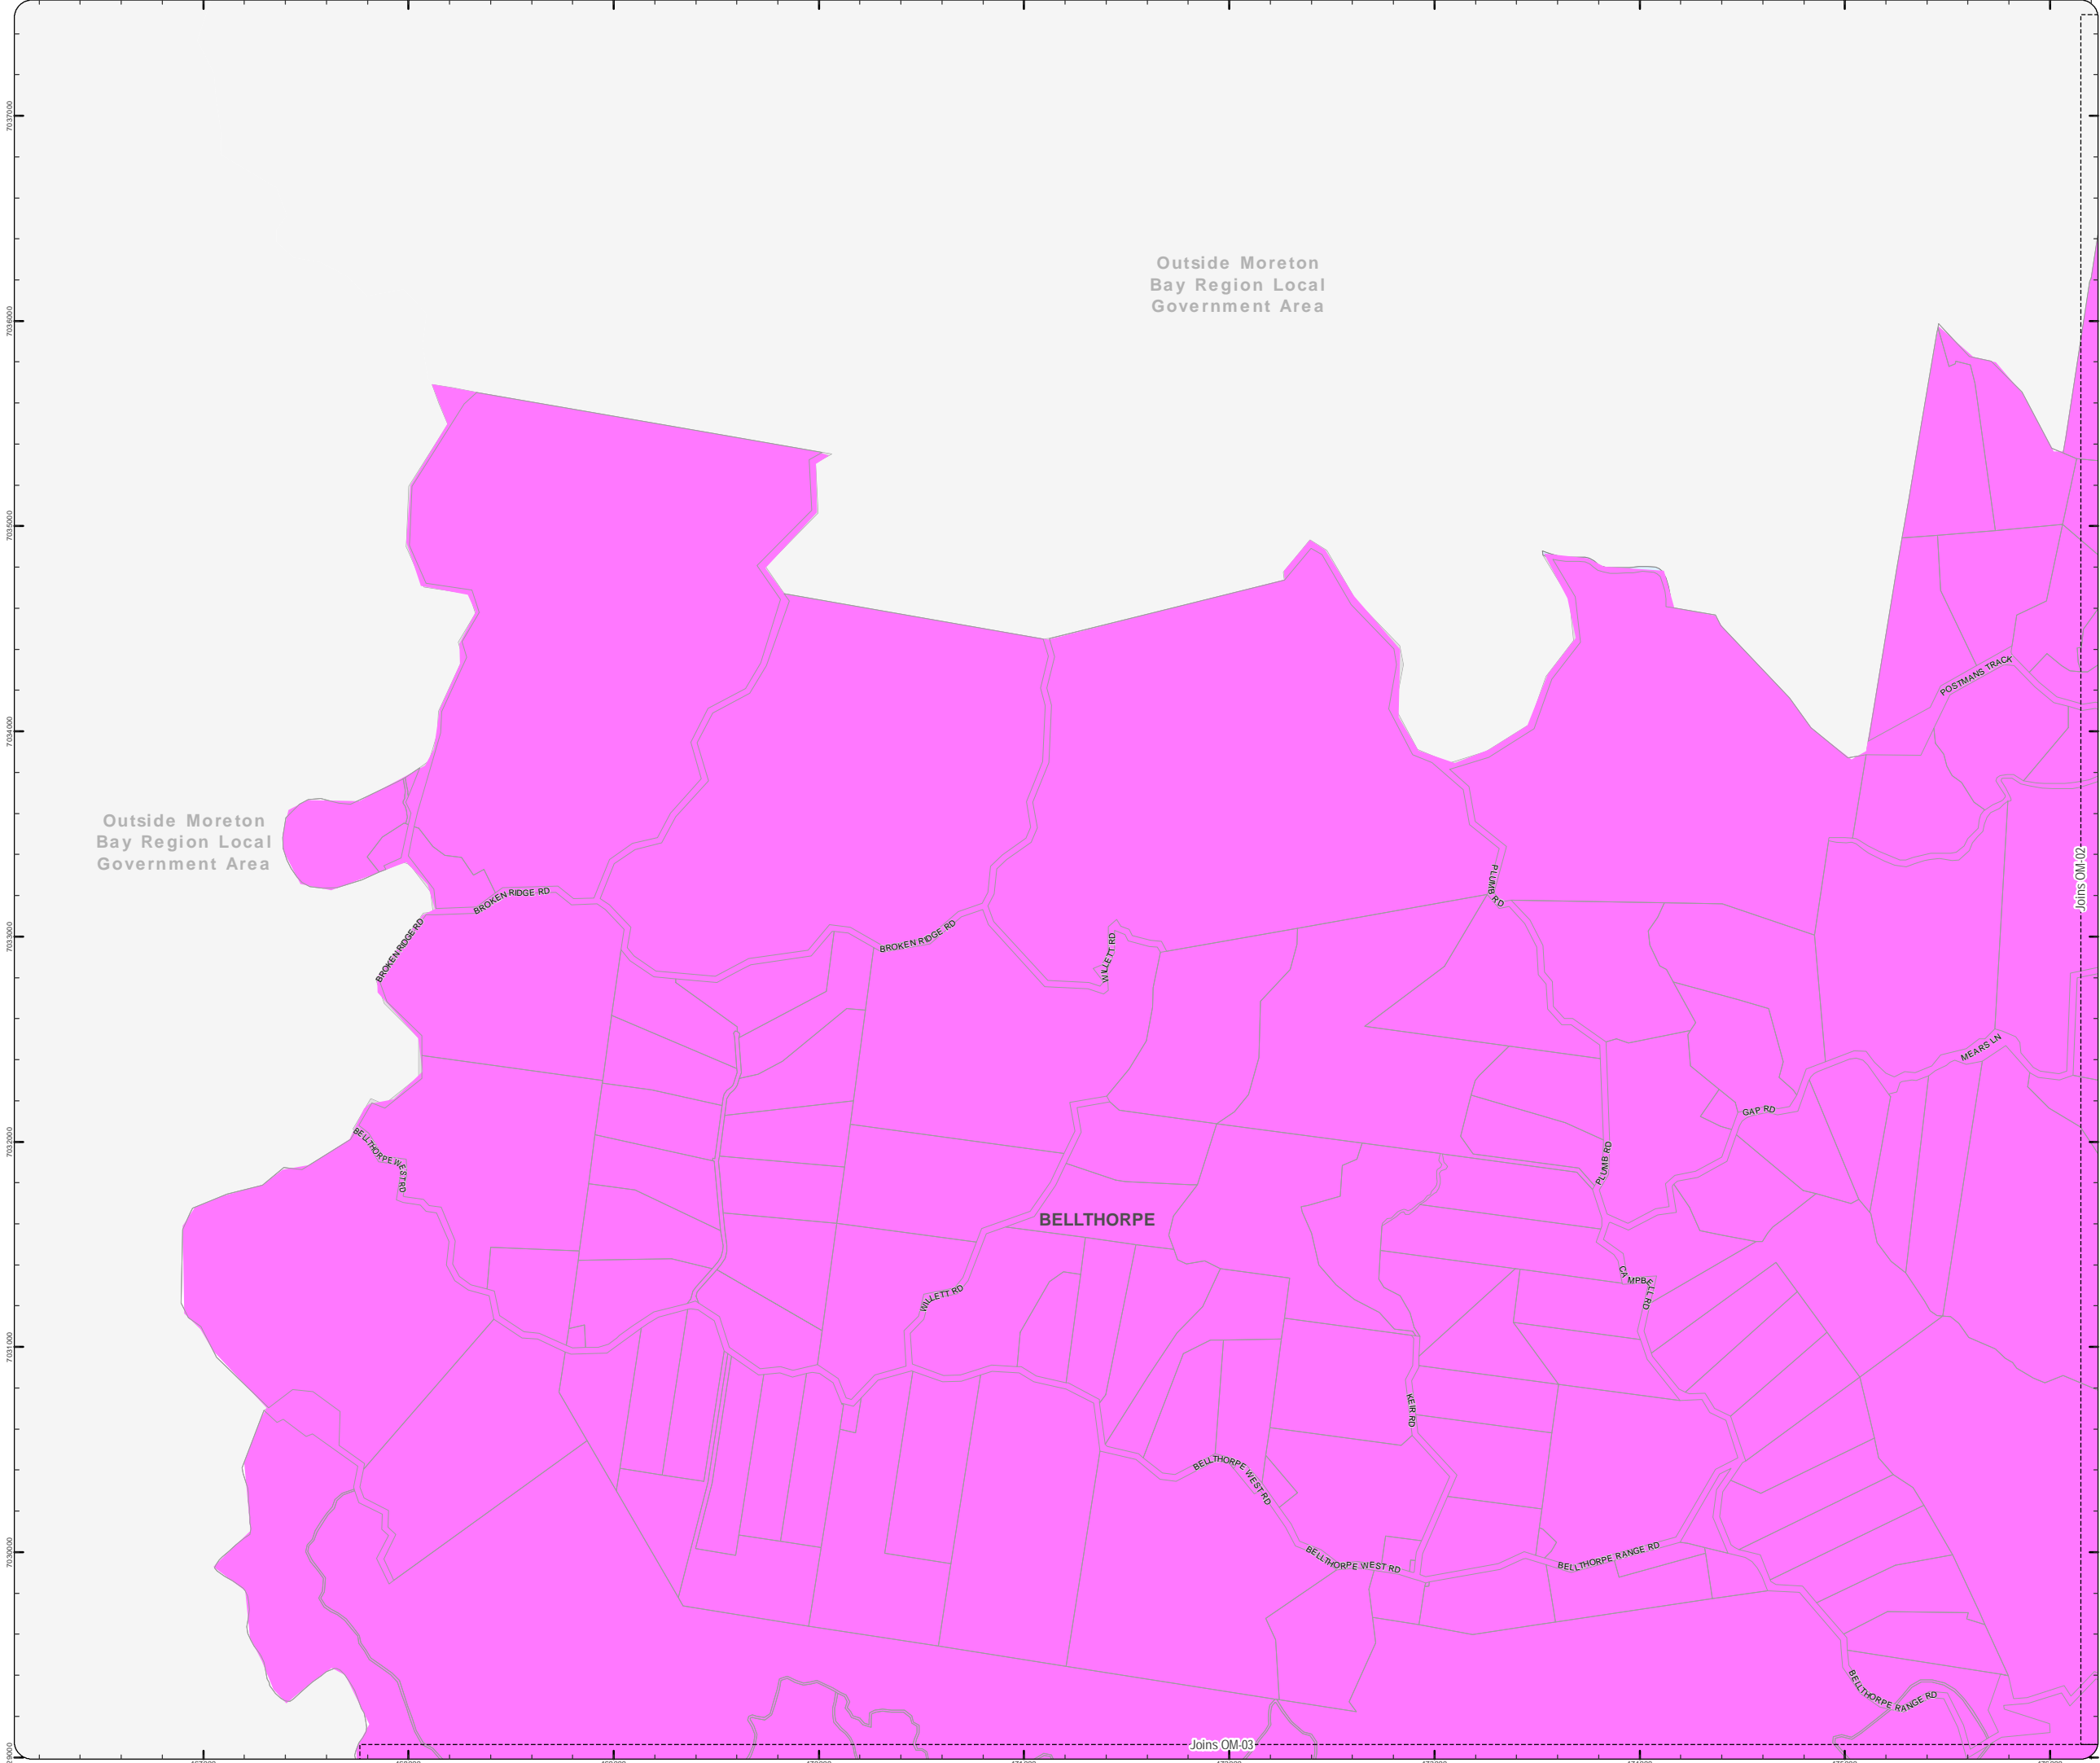 7037000
Outside Moreton
Bay Region Local
Government Area
7036000
7035000
POSTMANS TRACK
7034000
Outside Moreton
Bay Region Local
Government Area
Joins OM-02
PLUMB RD
BROKEN RIDGE RD
BROKEN RIDGE RD
BROKEN RIDGE RD
7033000
WILLETT RD
MEARS LN
GAP RD
7032000
BELLTHORPE WEST RD
PLUMB RD
BELLTHORPE
CAMPBELL RD
WILLETT RD
7031000
KEIR RD
BELLTHORPE WEST RD
BELLTHORPE WEST RD
BELLTHORPE RANGE RD
7030000
BELLTHORPE RANGE RD
Joins OM-03